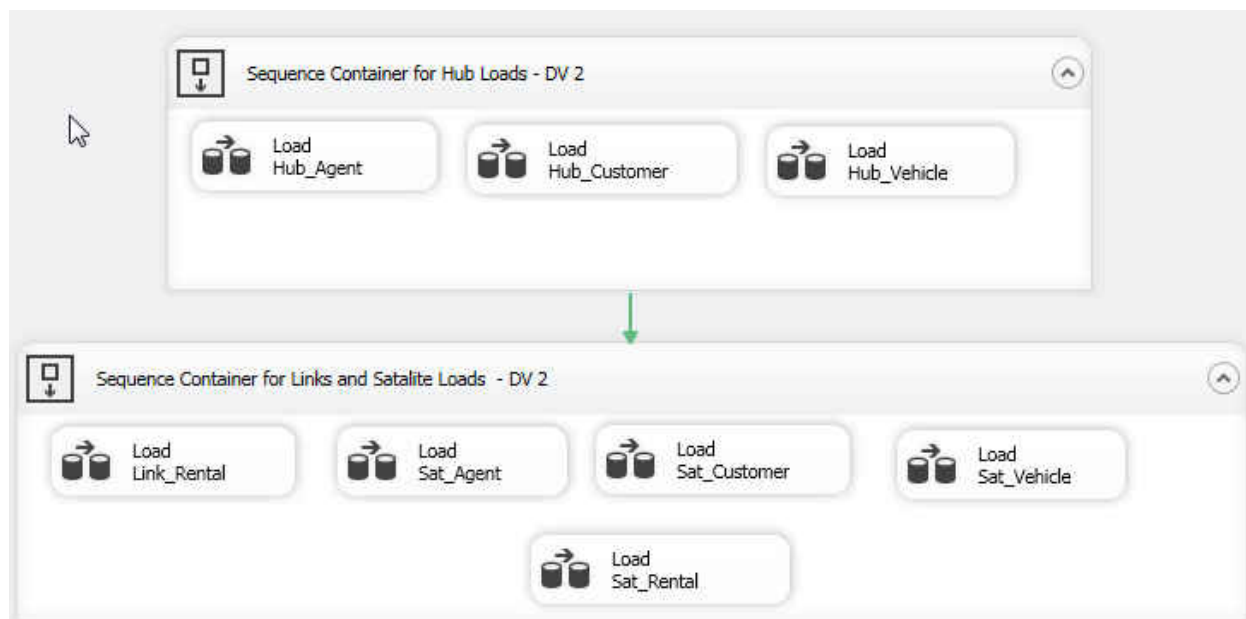 Sequence Container for Hub Loads - DV 2
Load
Hub_Agent
Load
Hub_Customer
Load
Hub_Vehicle
Sequence Container for Links and Satalite Loads - DV 2
Load
Link_Rental
Load
Sat_Agent
Load
Sat_Customer
Load
Sat_Vehicle
Load
Sat_Rental